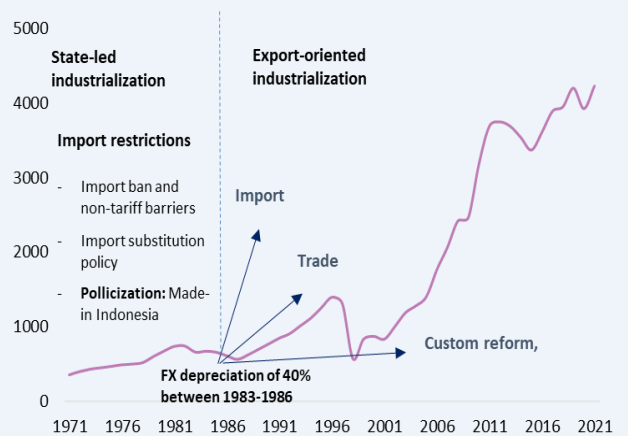 5000
State-led
industrialization
Export-oriented
industrialization
4000
Import restrictions
3000
- Import ban and
non-tariff barriers
Import
- Import substitution
policy
2000
Trade
- Pollicization: Made-
in Indonesia
1000
Custom reform,
FX depreciation of 40%
between 1983-1986
0
1971 1976 1981 1986 1991 1996 2001 2006 2011 2016 2021